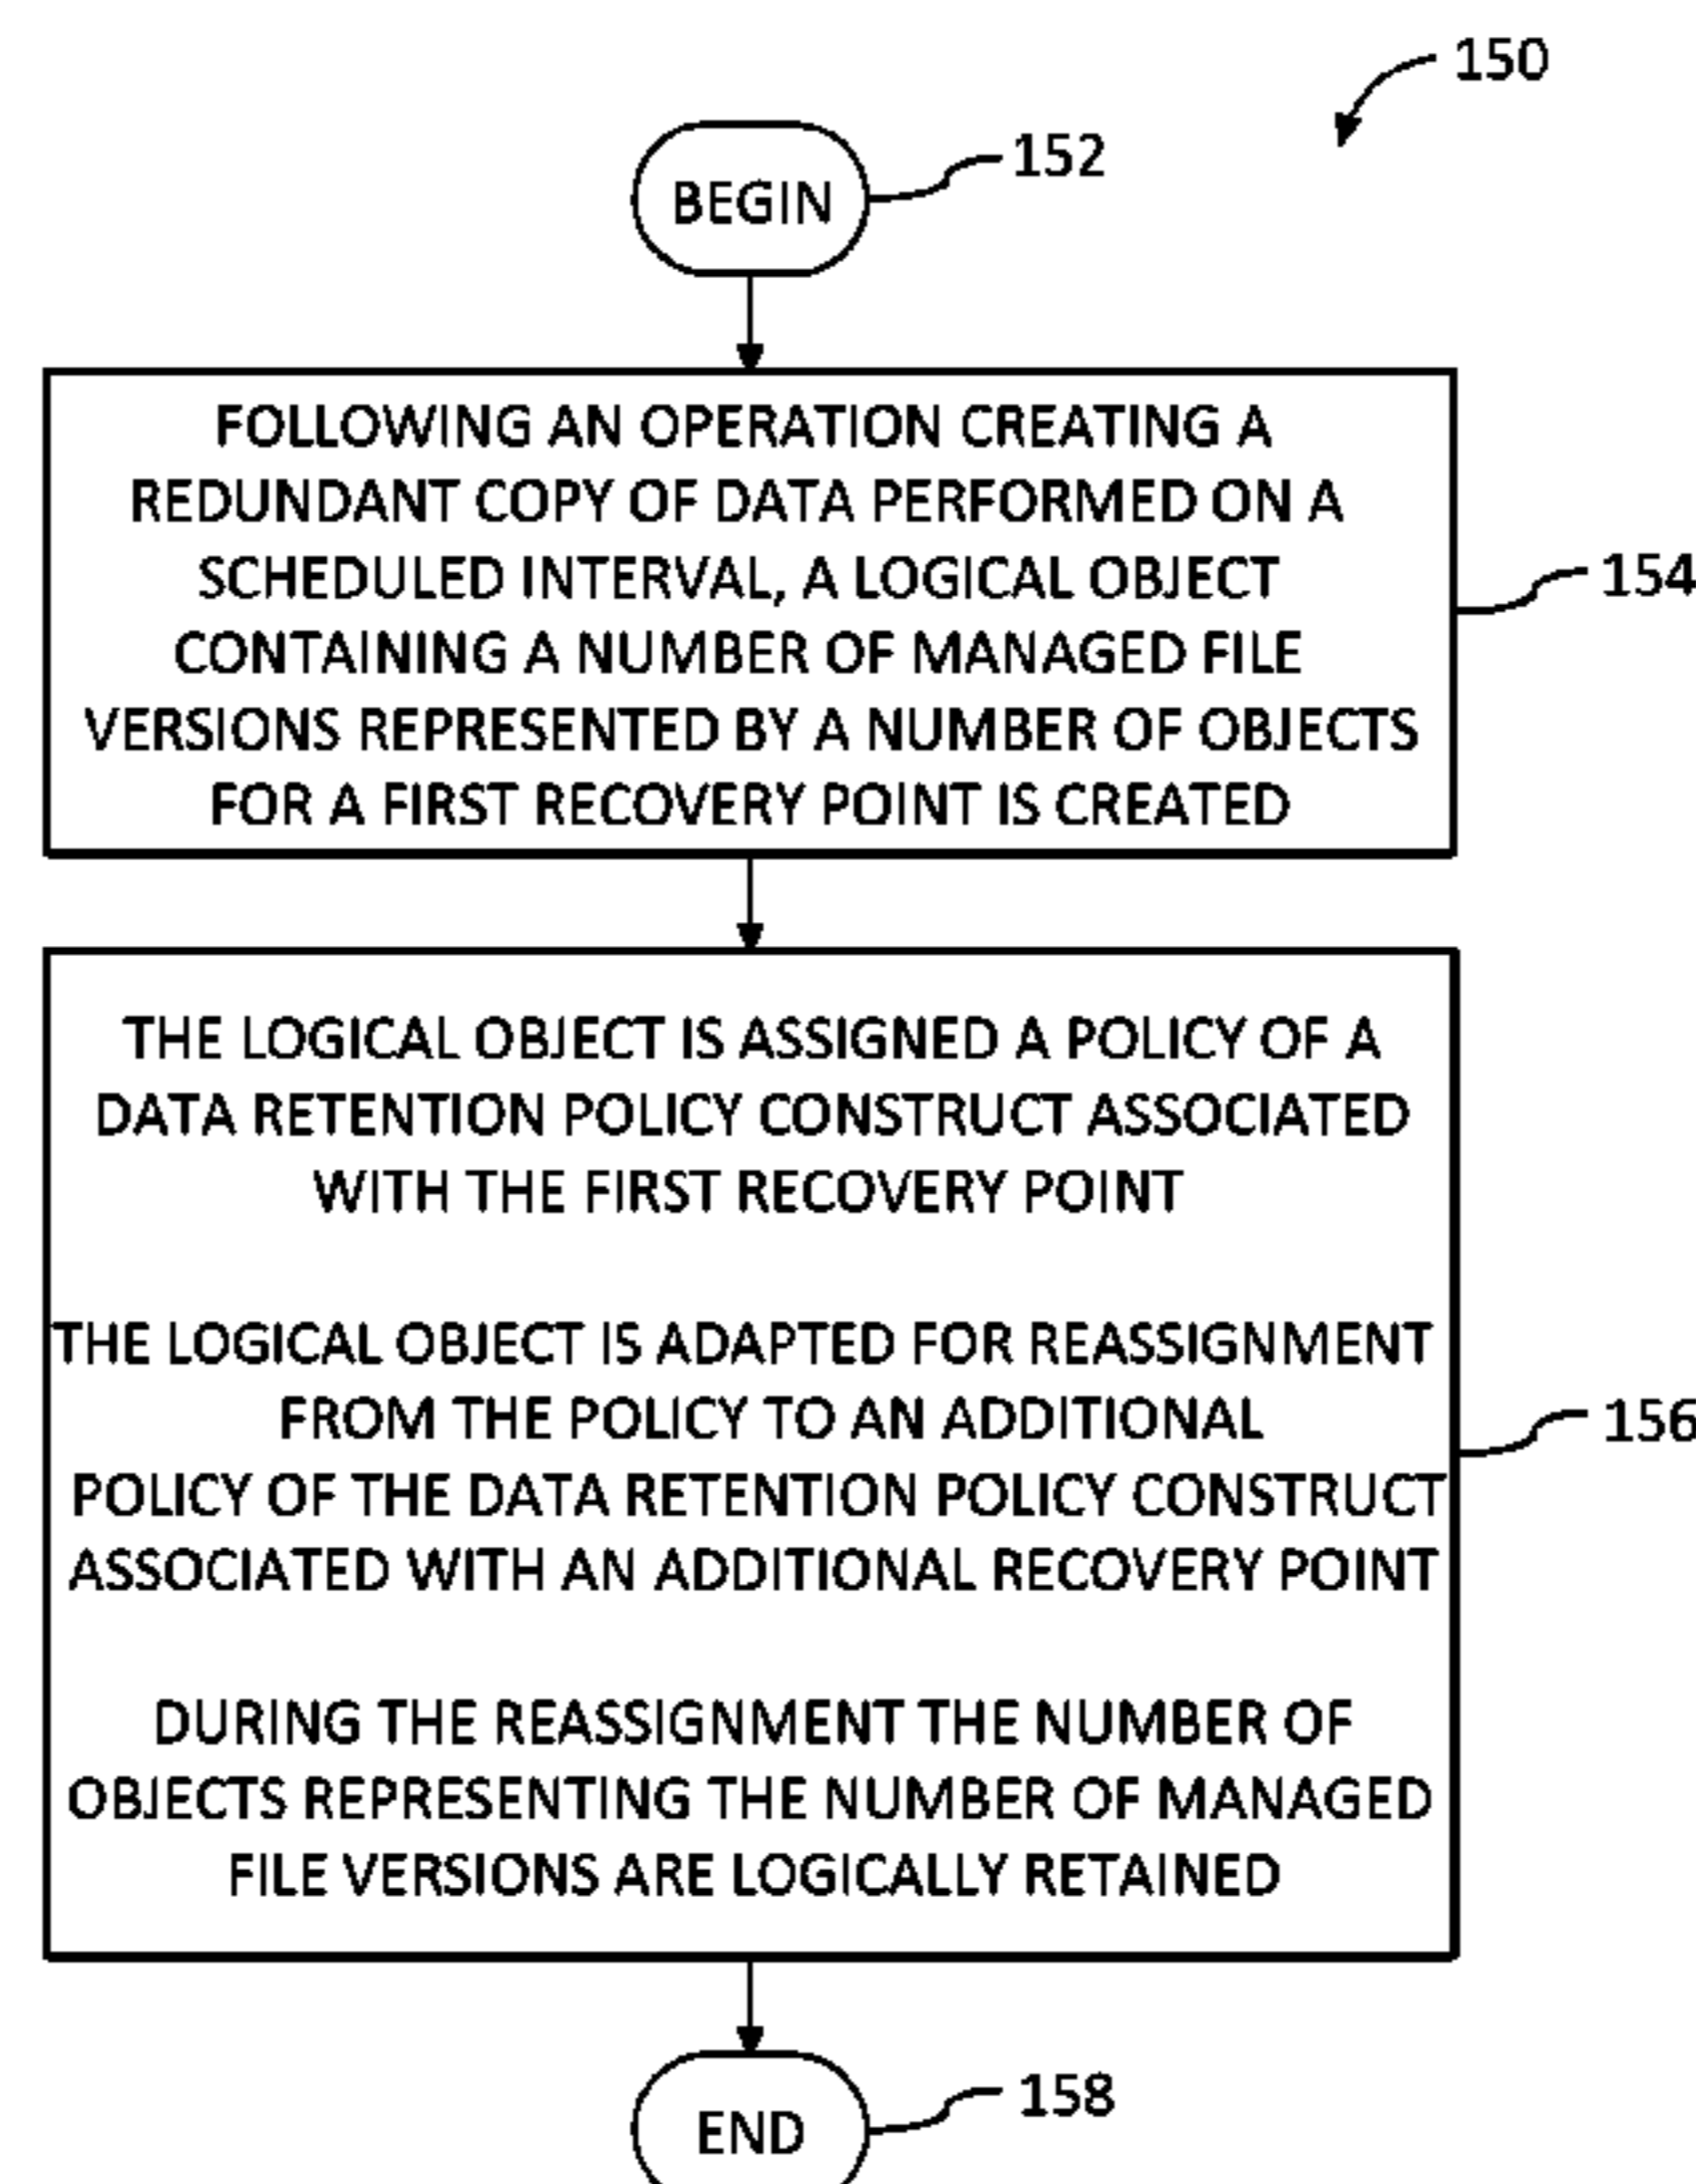 150
BEGIN
152
FOLLOWING AN OPERATION CREATING A
REDUNDANT COPY OF DATA PERFORMED ON A
SCHEDULED INTERVAL, A LOGICAL OBJECT
CONTAINING A NUMBER OF MANAGED FILE
VERSIONS REPRESENTED BY A NUMBER OF OBJECTS
FOR A FIRST RECOVERY POINT IS CREATED
154
THE LOGICAL OBJECT IS ASSIGNED A POLICY OF A
DATA RETENTION POLICY CONSTRUCT ASSOCIATED
WITH THE FIRST RECOVERY POINT
THE LOGICAL OBJECT IS ADAPTED FOR REASSIGNMENT
FROM THE POLICY TO AN ADDITIONAL
POLICY OF THE DATA RETENTION POLICY CONSTRUCT
ASSOCIATED WITH AN ADDITIONAL RECOVERY POINT
DURING THE REASSIGNMENT THE NUMBER OF
OBJECTS REPRESENTING THE NUMBER OF MANAGED
FILE VERSIONS ARE LOGICALLY RETAINED
156
END
158